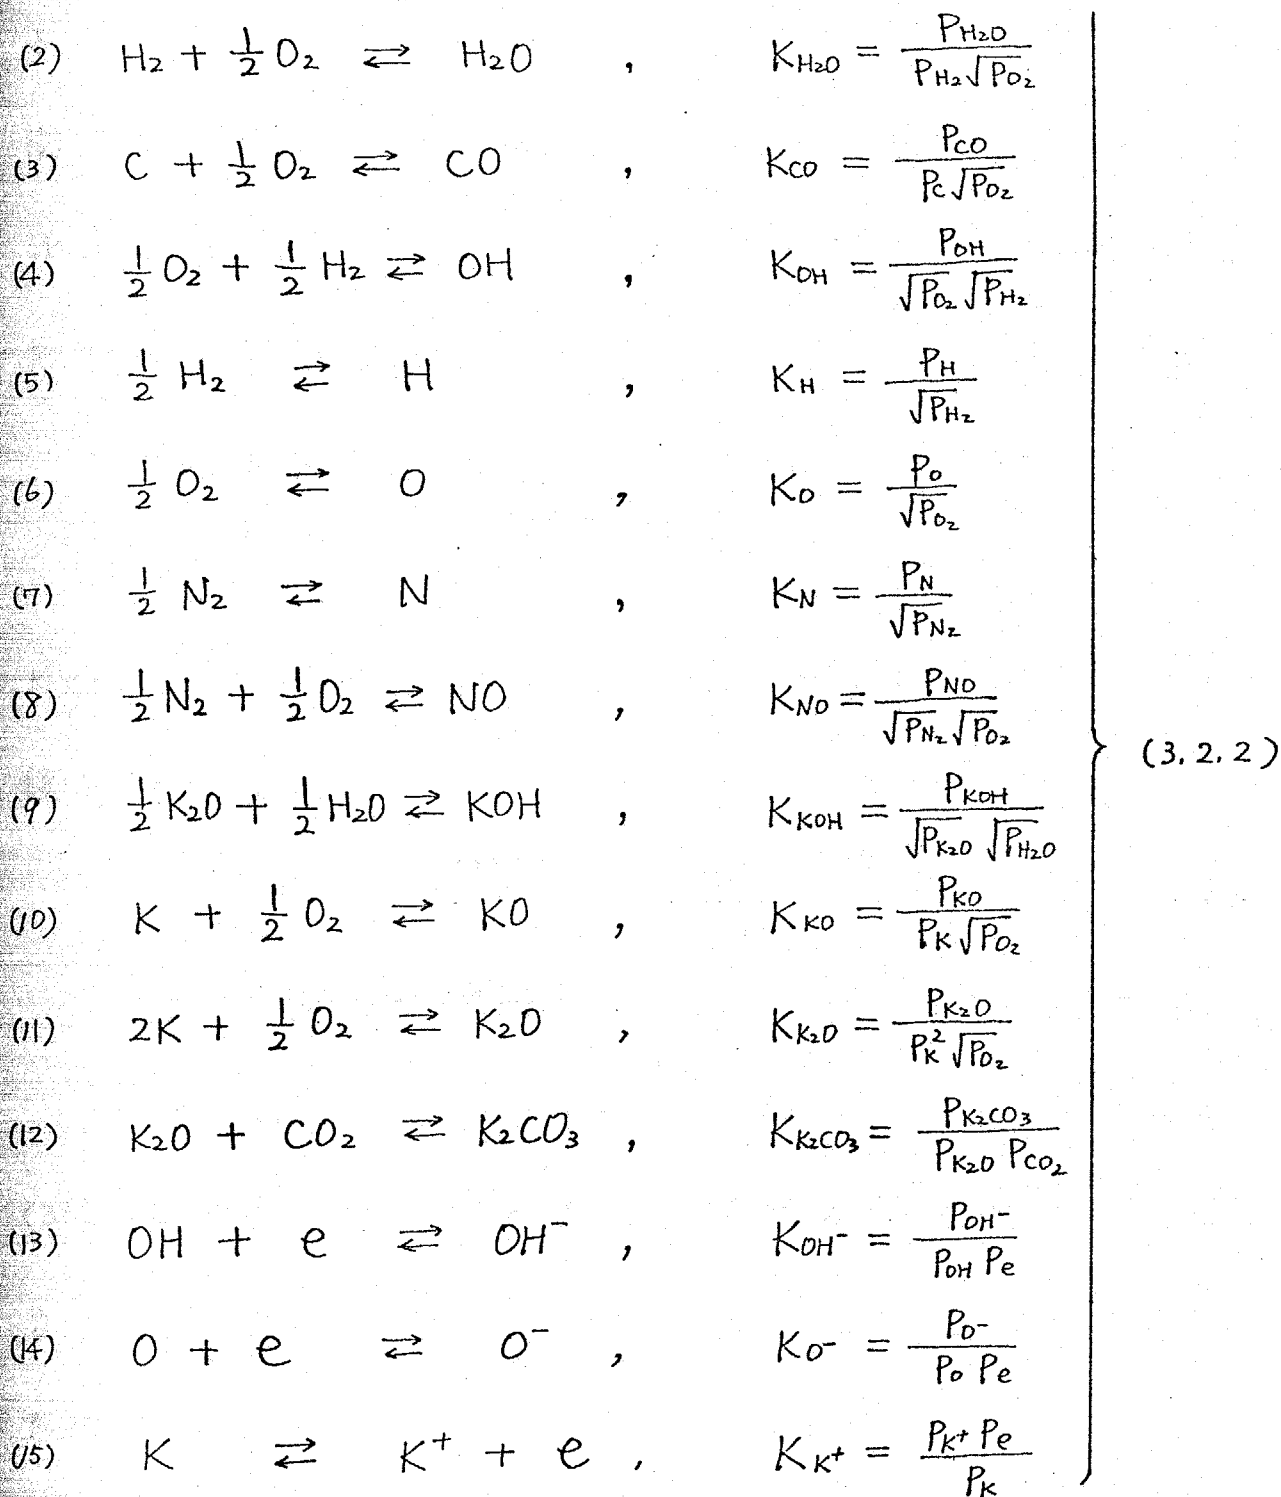 (2) H₂ + 1/2 O₂ ⇄ H₂O , K_H₂O = P_H₂O / (P_H₂ √P_O₂)
(3) C + 1/2 O₂ ⇄ CO , K_CO = P_CO / (P_C √P_O₂)
(4) 1/2 O₂ + 1/2 H₂ ⇄ OH , K_OH = P_OH / (√P_O₂ √P_H₂)
(5) 1/2 H₂ ⇄ H , K_H = P_H / √P_H₂
(6) 1/2 O₂ ⇄ O , K_O = P_O / √P_O₂
(7) 1/2 N₂ ⇄ N , K_N = P_N / √P_N₂
(8) 1/2 N₂ + 1/2 O₂ ⇄ NO , K_NO = P_NO / (√P_N₂ √P_O₂)
(3.2.2)
(9) 1/2 K₂O + 1/2 H₂O ⇄ KOH , K_KOH = P_KOH / (√P_K₂O √P_H₂O)
(10) K + 1/2 O₂ ⇄ KO , K_KO = P_KO / (P_K √P_O₂)
(11) 2K + 1/2 O₂ ⇄ K₂O , K_K₂O = P_K₂O / (P_K² √P_O₂)
(12) K₂O + CO₂ ⇄ K₂CO₃ , K_K₂CO₃ = P_K₂CO₃ / (P_K₂O P_CO₂)
(13) OH + e ⇄ OH⁻ , K_OH⁻ = P_OH⁻ / (P_OH P_e)
(14) O + e ⇄ O⁻ , K_O⁻ = P_O⁻ / (P_O P_e)
(15) K ⇄ K⁺ + e , K_K⁺ = P_K⁺ P_e / P_K